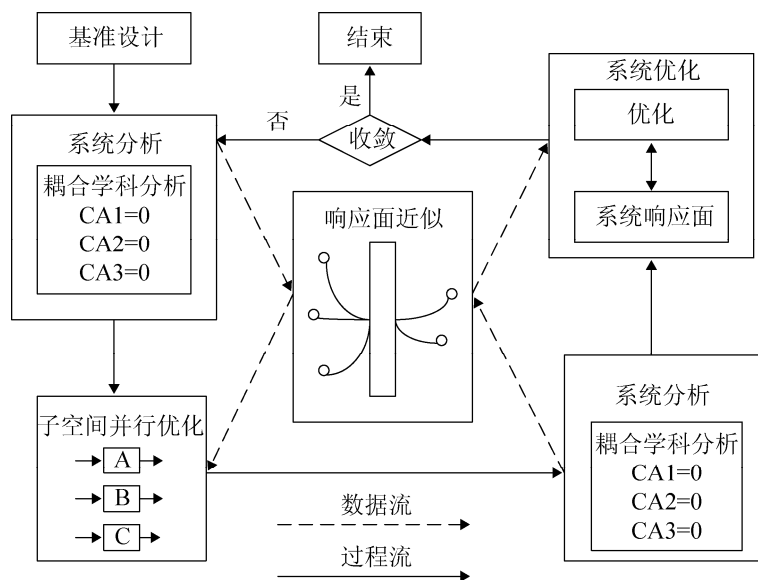 基准设计
结束
系统优化
优化
系统响应面
是
否
收敛
系统分析
耦合学科分析
CA1=0
CA2=0
CA3=0
响应面近似
子空间并行优化
A
B
C
系统分析
耦合学科分析
CA1=0
CA2=0
CA3=0
数据流
过程流